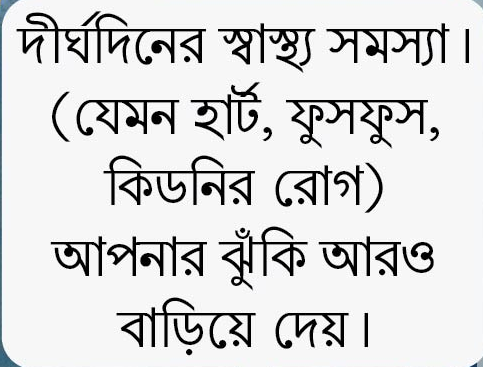 দীর্ঘদিনের স্বাস্থ্য সমস্যা।
(যেমন হার্ট, ফুসফুস,
কিডনির রোগ)
আপনার ঝুঁকি আরও
বাড়িয়ে দেয়।